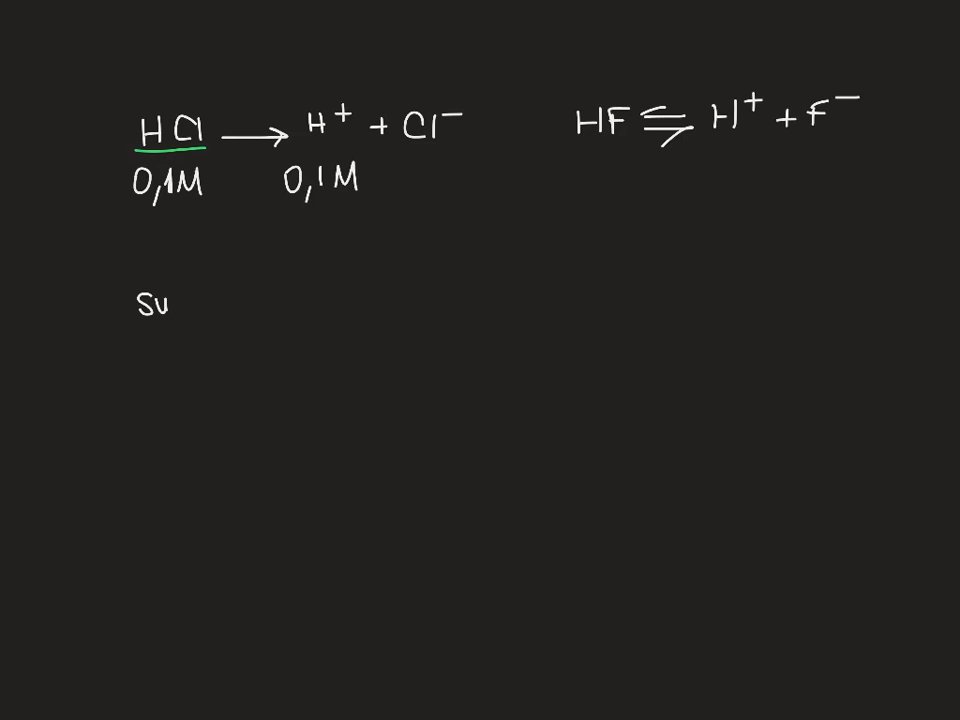 HCl → H⁺ + Cl⁻
0,1M 0,1M
HF ⇌ H⁺ + F⁻
Su